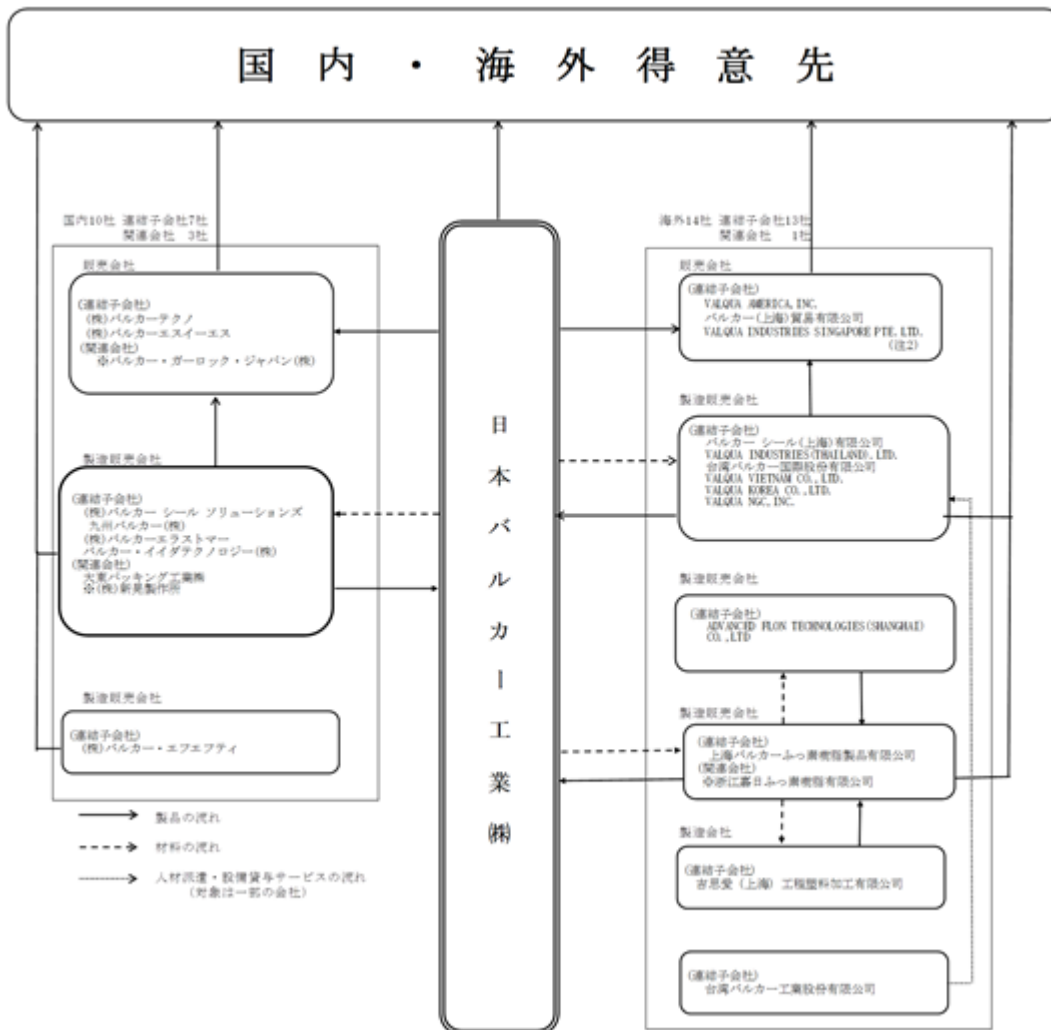 国内・海外得意先
国内10社 連結子会社7社
関連会社 3社
販売会社
(連結子会社)
(株)バルカーテクノ
(株)バルカーエスイーエス
(関連会社)
※バルカー・ガーロック・ジャパン(株)
製造販売会社
(連結子会社)
(株)バルカー シール ソリューションズ
九州バルカー(株)
(株)バルカーエラストマー
バルカー・イイダテクノロジー(株)
(関連会社)
大東パッキング工業㈱
※(株)新晃製作所
製造販売会社
(連結子会社)
(株)バルカー・エフエフティ
製品の流れ
材料の流れ
人材派遣・設備貸与サービスの流れ
(対象は一部の会社)
日本バルカー工業㈱
海外14社 連結子会社13社
関連会社 1社
販売会社
(連結子会社)
VALQUA AMERICA, INC.
バルカー(上海)貿易有限公司
VALQUA INDUSTRIES SINGAPORE PTE. LTD.
(注2)
製造販売会社
(連結子会社)
バルカー シール(上海)有限公司
VALQUA INDUSTRIES(THAILAND), LTD.
台湾バルカー国際股份有限公司
VALQUA VIETNAM CO., LTD.
VALQUA KOREA CO., LTD.
VALQUA NGC, INC.
製造販売会社
(連結子会社)
ADVANCED FLON TECHNOLOGIES(SHANGHAI)
CO., LTD
製造販売会社
(連結子会社)
上海バルカーふっ素樹脂製品有限公司
(関連会社)
※浙江嘉日ふっ素樹脂有限公司
製造会社
(連結子会社)
吉思愛(上海)工程塑料加工有限公司
(連結子会社)
台湾バルカー工業股份有限公司